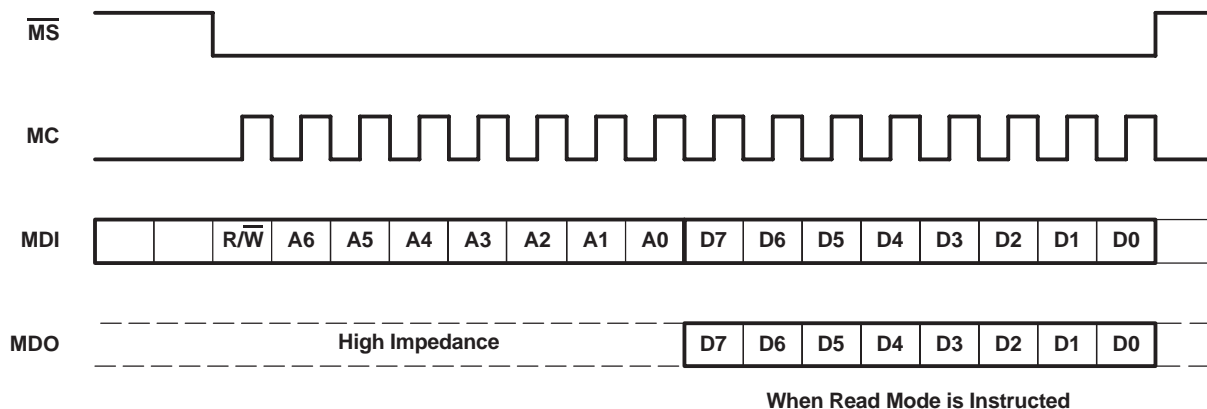 M̅S̅
MC
MDI R/W̅ A6 A5 A4 A3 A2 A1 A0 D7 D6 D5 D4 D3 D2 D1 D0
MDO High Impedance D7 D6 D5 D4 D3 D2 D1 D0
When Read Mode is Instructed